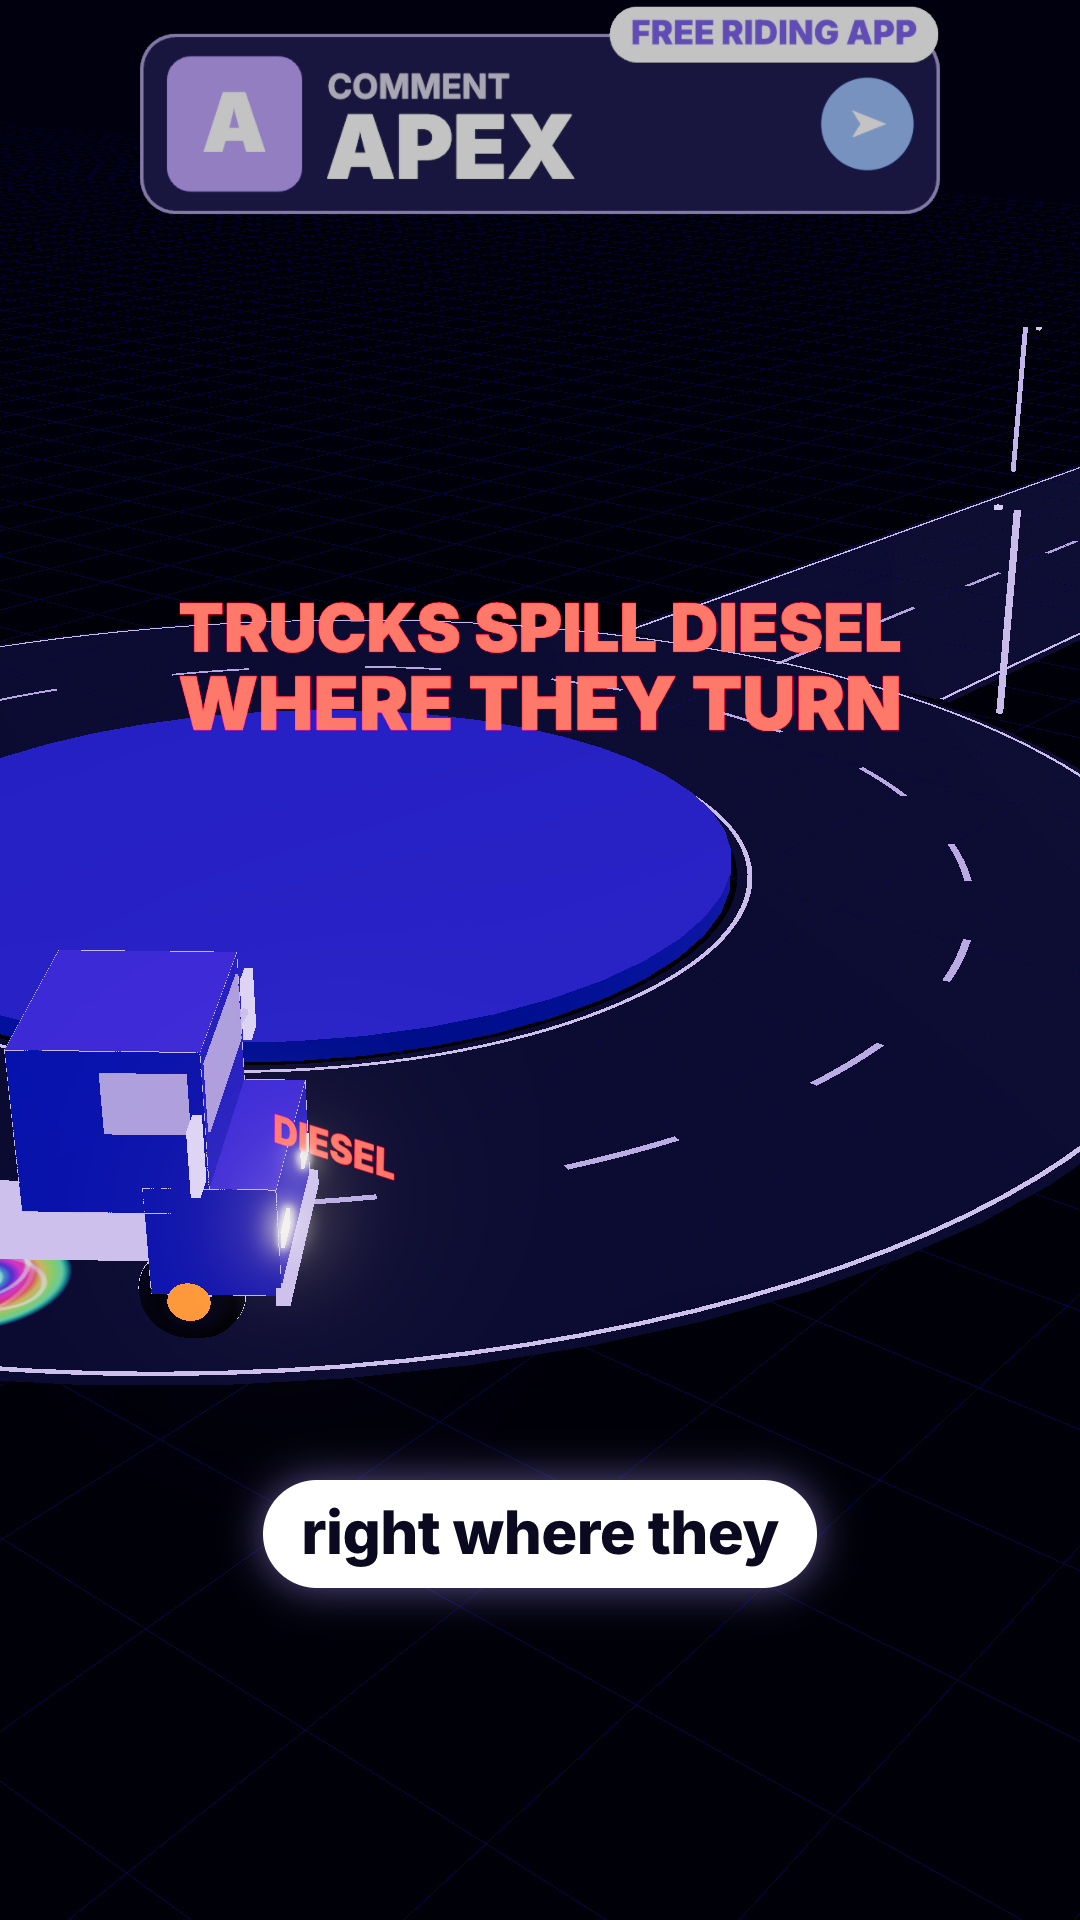 FREE RIDING APP
A
COMMENT
APEX
TRUCKS SPILL DIESEL
WHERE THEY TURN
DIESEL
right where they